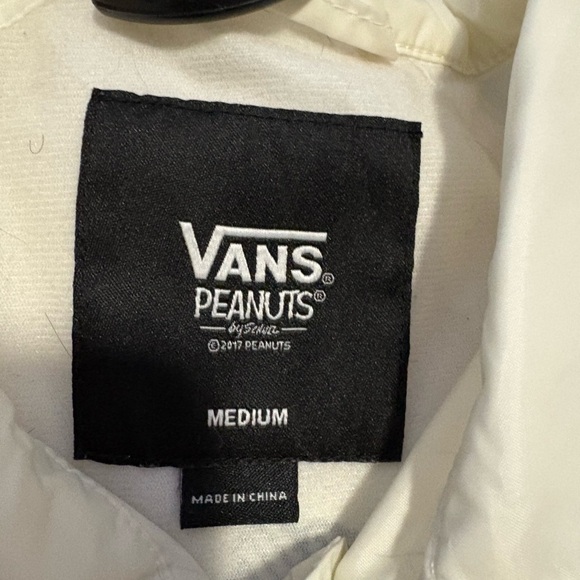 VANS®
PEANUTS®
by SCHULZ
©2017 PEANUTS
MEDIUM
MADE IN CHINA